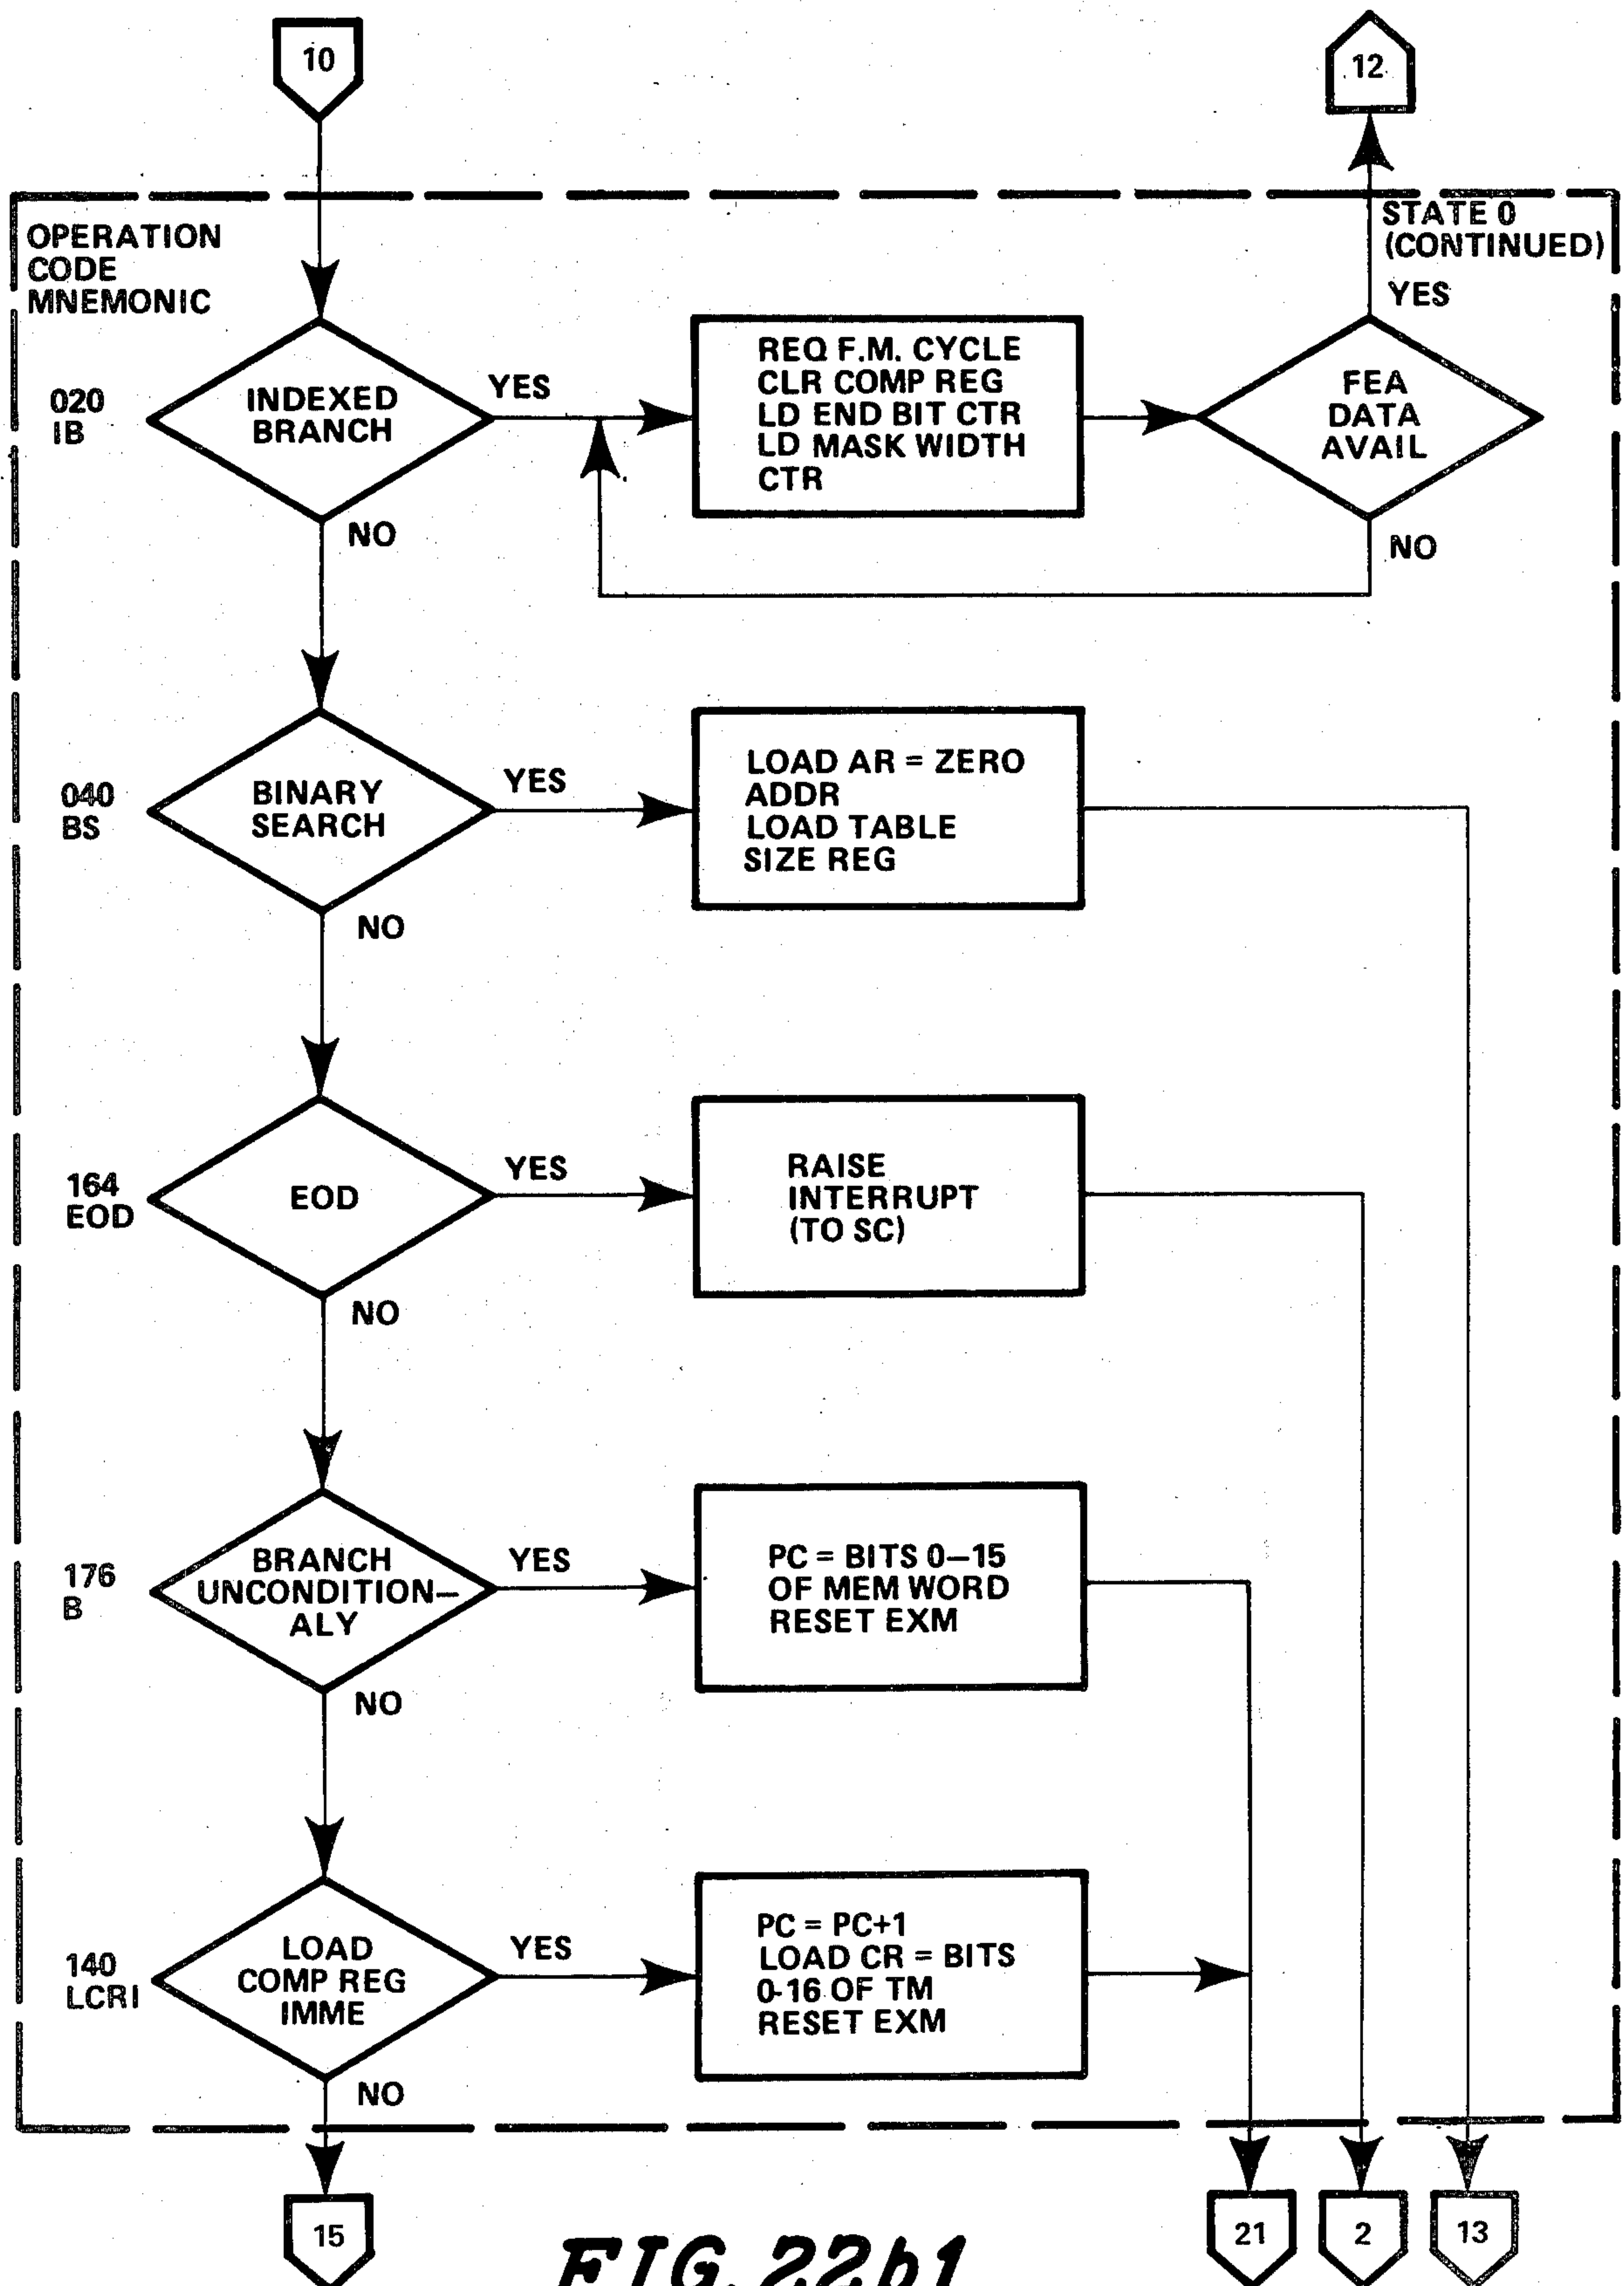 10
12
OPERATION
CODE
MNEMONIC
STATE 0
(CONTINUED)
YES
020
IB
INDEXED
BRANCH
YES
REQ F.M. CYCLE
CLR COMP REG
LD END BIT CTR
LD MASK WIDTH
CTR
FEA
DATA
AVAIL
NO
NO
040
BS
BINARY
SEARCH
YES
LOAD AR = ZERO
ADDR
LOAD TABLE
SIZE REG
NO
164
EOD
EOD
YES
RAISE
INTERRUPT
(TO SC)
NO
176
B
BRANCH
UNCONDITION–
ALY
YES
PC = BITS 0–15
OF MEM WORD
RESET EXM
NO
140
LCRI
LOAD
COMP REG
IMME
YES
PC = PC+1
LOAD CR = BITS
0-16 OF TM
RESET EXM
NO
15
21
2
13
FIG. 22b1